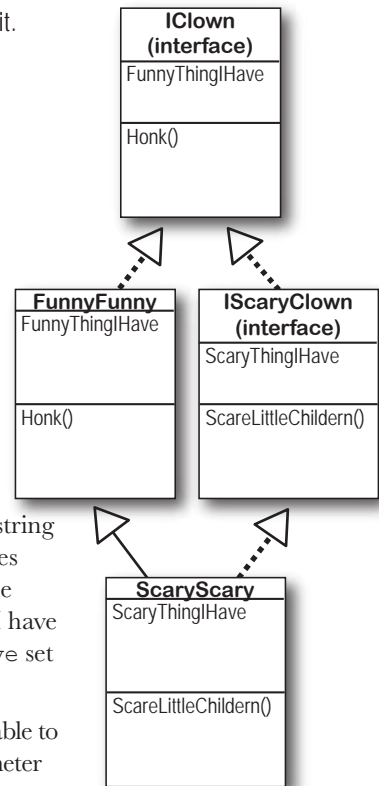 it.
IClown
(interface)
FunnyThingIHave
Honk()
FunnyFunny
FunnyThingIHave
Honk()
IScaryClown
(interface)
ScaryThingIHave
ScareLittleChildern()
string
es
e
I have
ve set
able to
meter
ScaryScary
ScaryThingIHave
ScareLittleChildern()